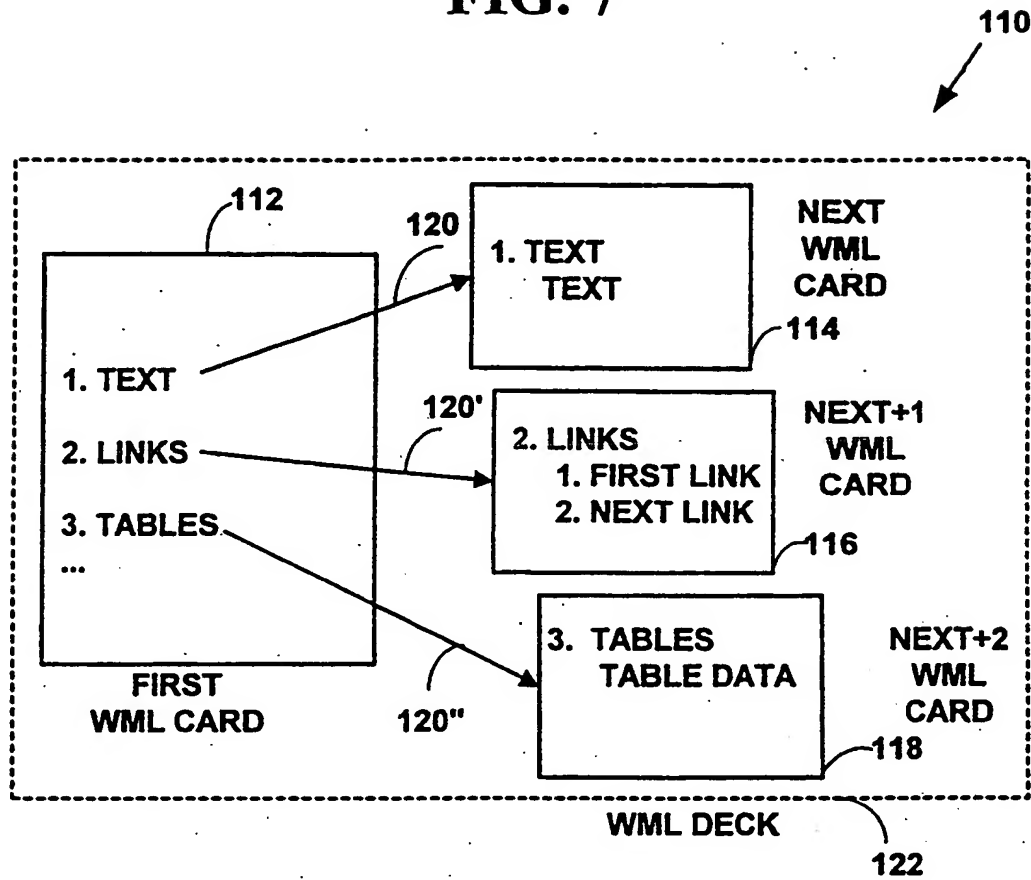 FIG. 7
110
112
120
1. TEXT
TEXT
NEXT
WML
CARD
114
1. TEXT
2. LINKS
3. TABLES
...
FIRST
WML CARD
120'
2. LINKS
1. FIRST LINK
2. NEXT LINK
NEXT+1
WML
CARD
116
120"
3. TABLES
TABLE DATA
NEXT+2
WML
CARD
118
WML DECK
122